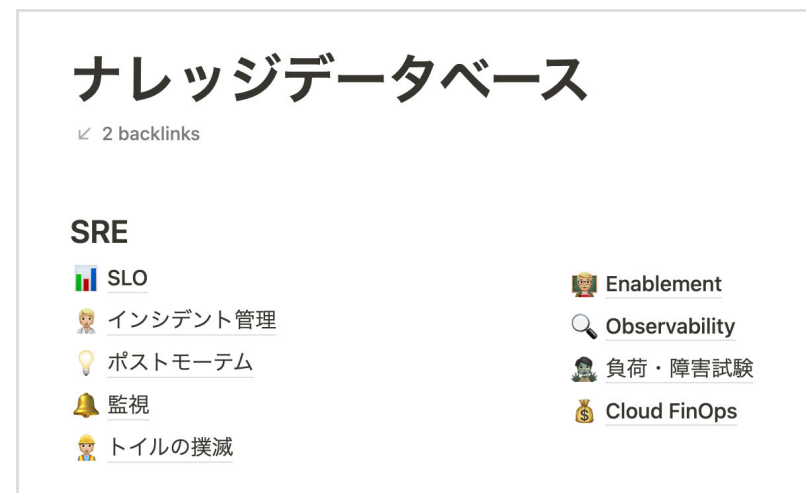 ナレッジデータベース
2 backlinks
SRE
SLO
インシデント管理
ポストモーテム
監視
トイルの撲滅
Enablement
Observability
負荷・障害試験
Cloud FinOps